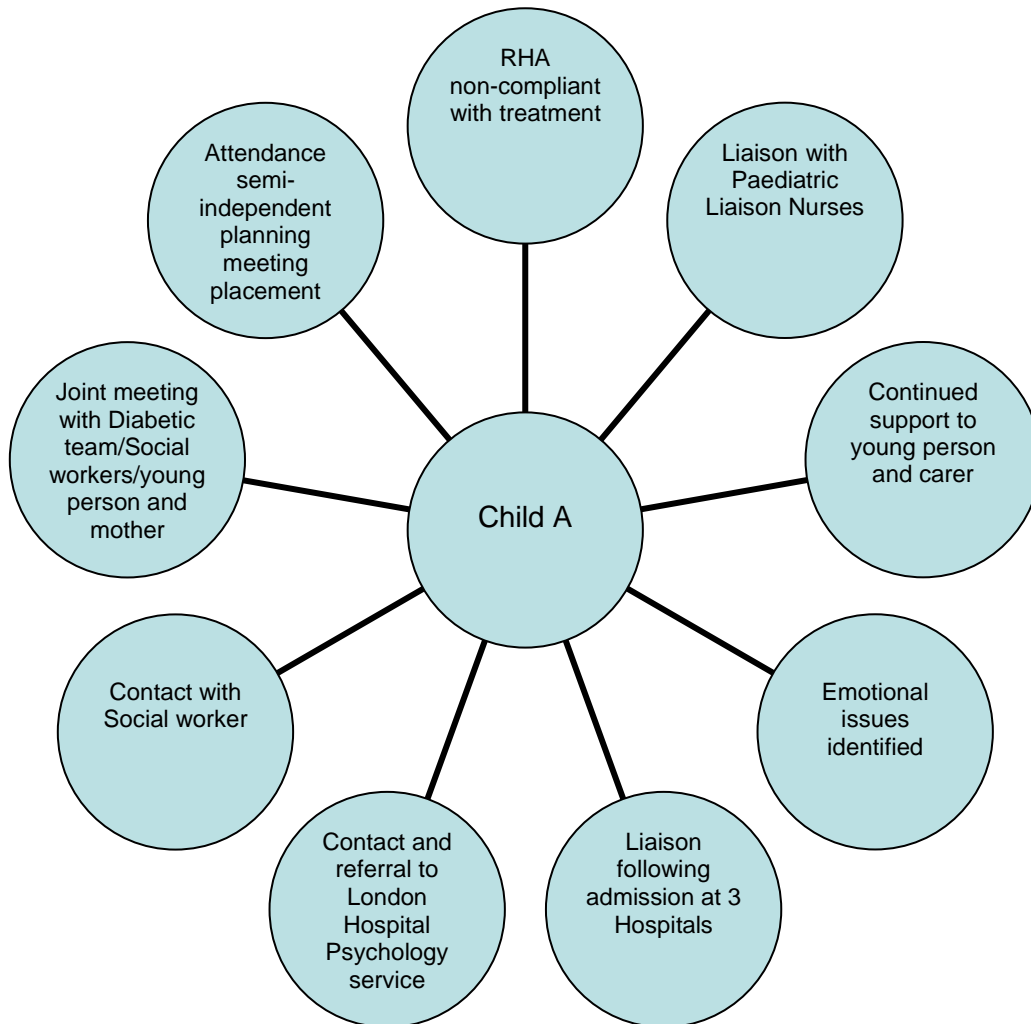 RHA
non-compliant
with treatment
Attendance
semi-
independent
planning
meeting
placement
Liaison with
Paediatric
Liaison Nurses
Joint meeting
with Diabetic
team/Social
workers/young
person and
mother
Continued
support to
young person
and carer
Child A
Contact with
Social worker
Emotional
issues
identified
Contact and
referral to
London
Hospital
Psychology
service
Liaison
following
admission at 3
Hospitals